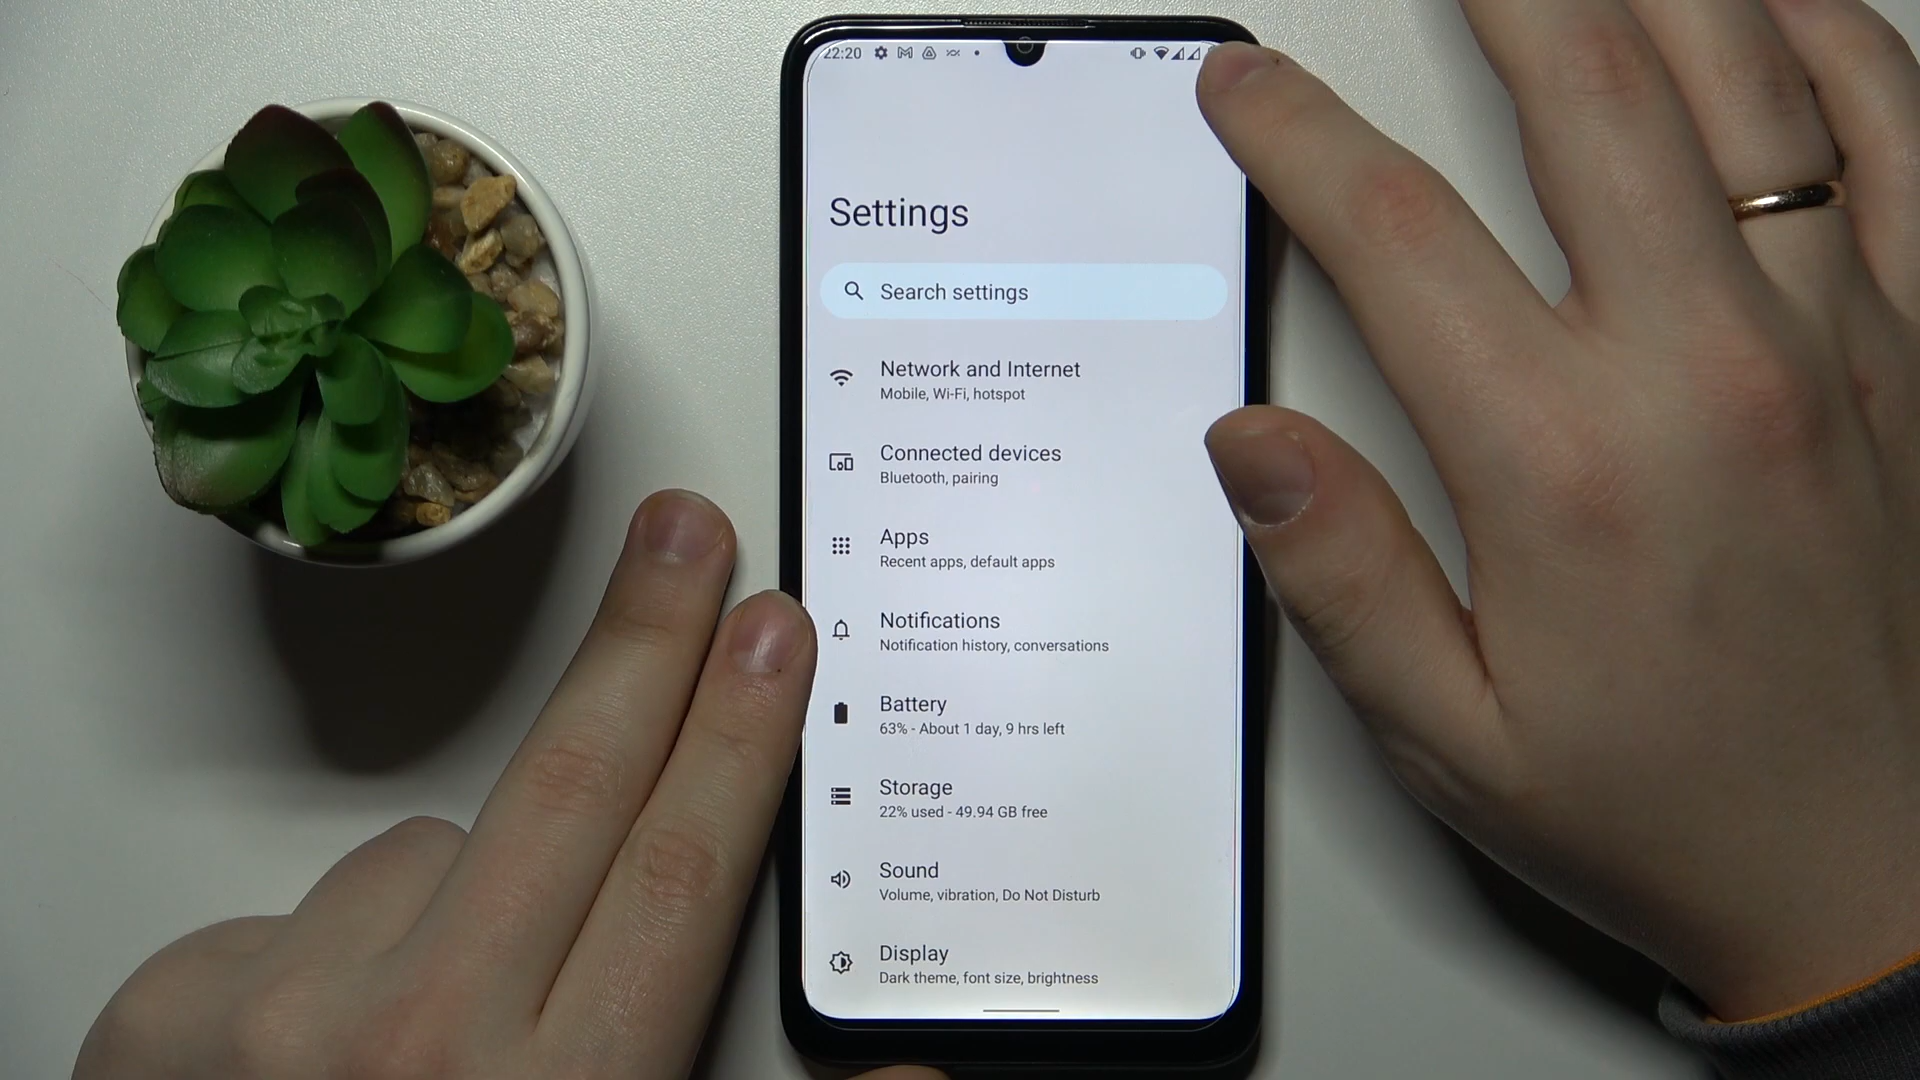 22:20
Settings
Search settings
Network and Internet
Mobile, Wi-Fi, hotspot
Connected devices
Bluetooth, pairing
Apps
Recent apps, default apps
Notifications
Notification history, conversations
Battery
63% - About 1 day, 9 hrs left
Storage
22% used - 49.94 GB free
Sound
Volume, vibration, Do Not Disturb
Display
Dark theme, font size, brightness